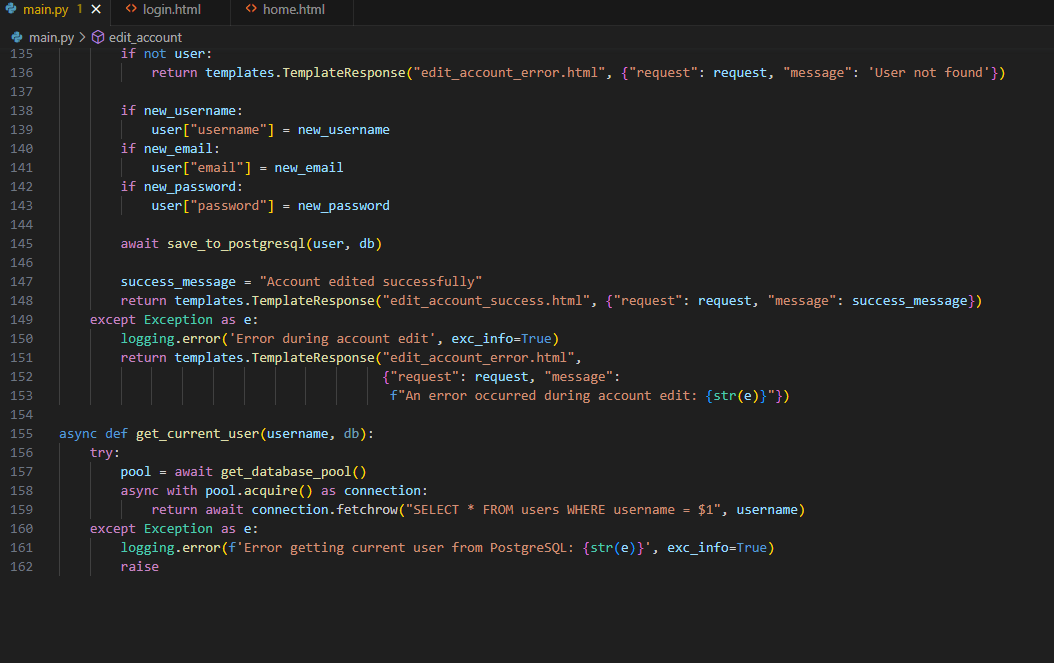 main.py 1 × <> login.html <> home.html
main.py > edit_account
135 if not user:
136 return templates.TemplateResponse("edit_account_error.html", {"request": request, "message": 'User not found'})
137
138 if new_username:
139 user["username"] = new_username
140 if new_email:
141 user["email"] = new_email
142 if new_password:
143 user["password"] = new_password
144
145 await save_to_postgresql(user, db)
146
147 success_message = "Account edited successfully"
148 return templates.TemplateResponse("edit_account_success.html", {"request": request, "message": success_message})
149 except Exception as e:
150 logging.error('Error during account edit', exc_info=True)
151 return templates.TemplateResponse("edit_account_error.html",
152 {"request": request, "message":
153 f"An error occurred during account edit: {str(e)}"})
154
155 async def get_current_user(username, db):
156 try:
157 pool = await get_database_pool()
158 async with pool.acquire() as connection:
159 return await connection.fetchrow("SELECT * FROM users WHERE username = $1", username)
160 except Exception as e:
161 logging.error(f'Error getting current user from PostgreSQL: {str(e)}', exc_info=True)
162 raise